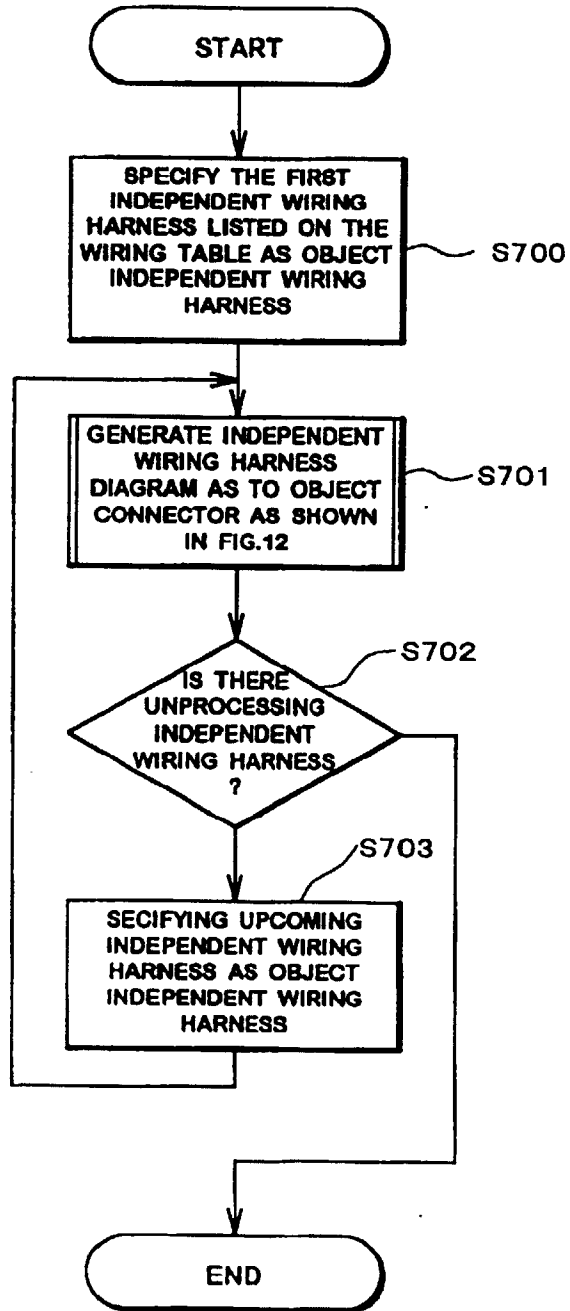 START
SPECIFY THE FIRST
INDEPENDENT WIRING
HARNESS LISTED ON THE
WIRING TABLE AS OBJECT
INDEPENDENT WIRING
HARNESS
S700
GENERATE INDEPENDENT
WIRING HARNESS
DIAGRAM AS TO OBJECT
CONNECTOR AS SHOWN
IN FIG.12
S701
S702
IS THERE
UNPROCESSING
INDEPENDENT
WIRING HARNESS
?
S703
SECIFYING UPCOMING
INDEPENDENT WIRING
HARNESS AS OBJECT
INDEPENDENT WIRING
HARNESS
END